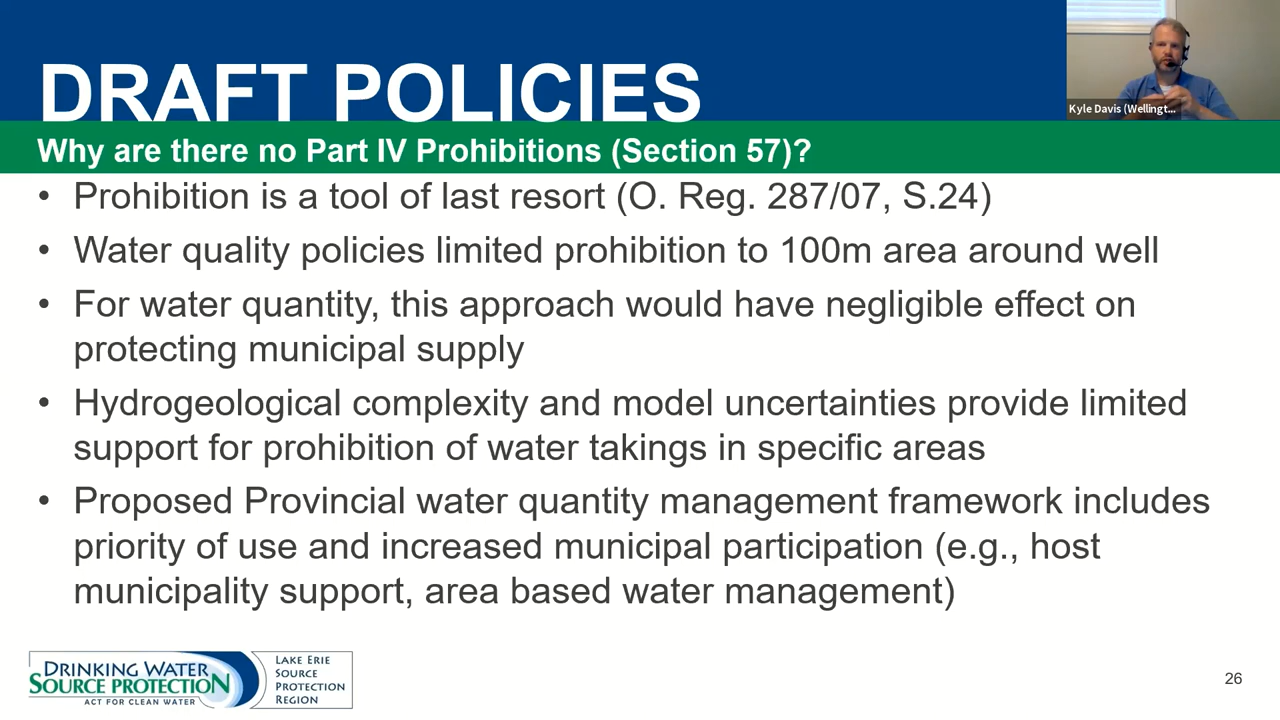 DRAFT POLICIES
Kyle Davis (Wellingt...
Why are there no Part IV Prohibitions (Section 57)?
• Prohibition is a tool of last resort (O. Reg. 287/07, S.24)
• Water quality policies limited prohibition to 100m area around well
• For water quantity, this approach would have negligible effect on
protecting municipal supply
• Hydrogeological complexity and model uncertainties provide limited
support for prohibition of water takings in specific areas
• Proposed Provincial water quantity management framework includes
priority of use and increased municipal participation (e.g., host
municipality support, area based water management)
DRINKING WATER
SOURCE PROTECTION
ACT FOR CLEAN WATER
LAKE ERIE
SOURCE
PROTECTION
REGION
26